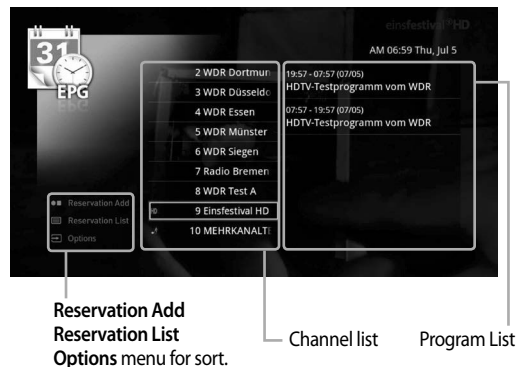 einsfestival HD
AM 06:59 Thu, Jul 5
31
EPG
2 WDR Dortmun
3 WDR Düsseldo
4 WDR Essen
5 WDR Münster
6 WDR Siegen
7 Radio Bremen
8 WDR Test A
9 Einsfestival HD
10 MEHRKANALT
19:57 - 07:57 (07/05)
HDTV-Testprogramm vom WDR
07:57 - 19:57 (07/05)
HDTV-Testprogramm vom WDR
Reservation Add
Reservation List
Options
Reservation Add
Reservation List
Options menu for sort.
Channel list
Program List